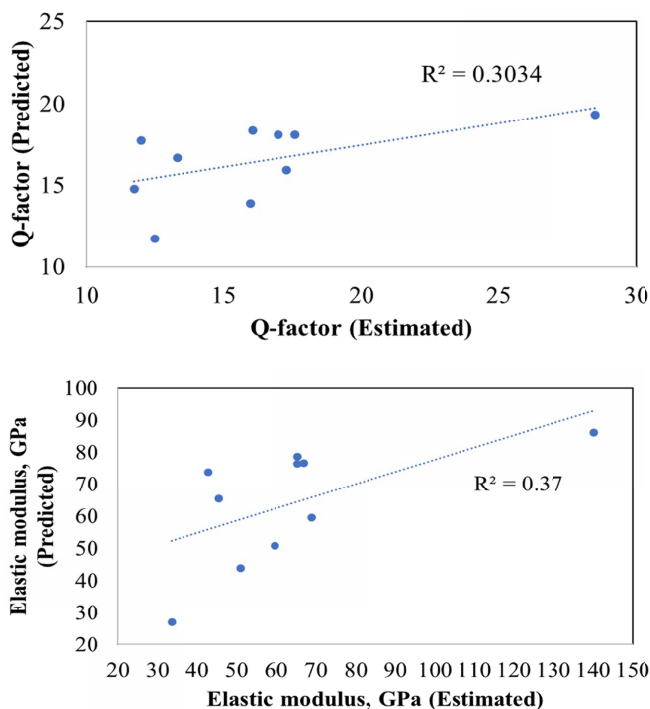 25
R² = 0.3034
20
15
10
Q-factor (Predicted)
10 15 20 25 30
Q-factor (Estimated)
100
90
80
70
60
50
40
30
20
Elastic modulus, GPa
(Predicted)
R² = 0.37
20 30 40 50 60 70 80 90 100 110 120 130 140 150
Elastic modulus, GPa (Estimated)